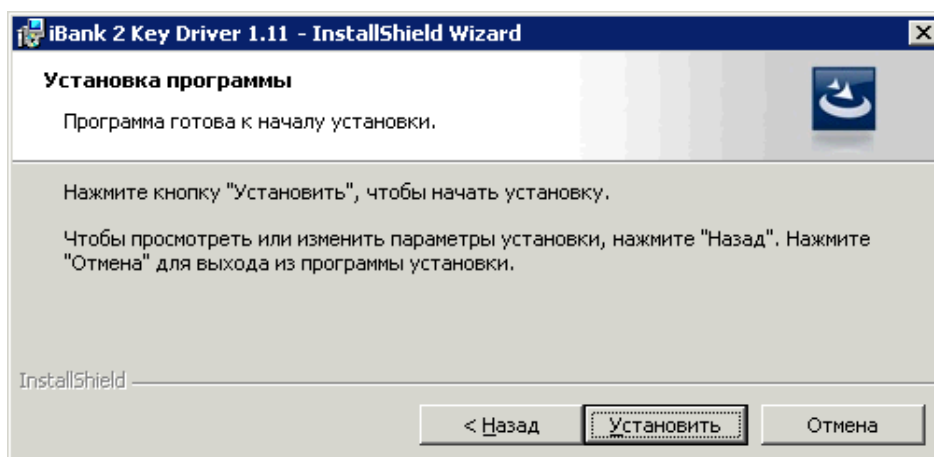 iBank 2 Key Driver 1.11 - InstallShield Wizard
Установка программы
Программа готова к началу установки.
Нажмите кнопку "Установить", чтобы начать установку.
Чтобы просмотреть или изменить параметры установки, нажмите "Назад". Нажмите
"Отмена" для выхода из программы установки.
InstallShield
< Назад Установить Отмена